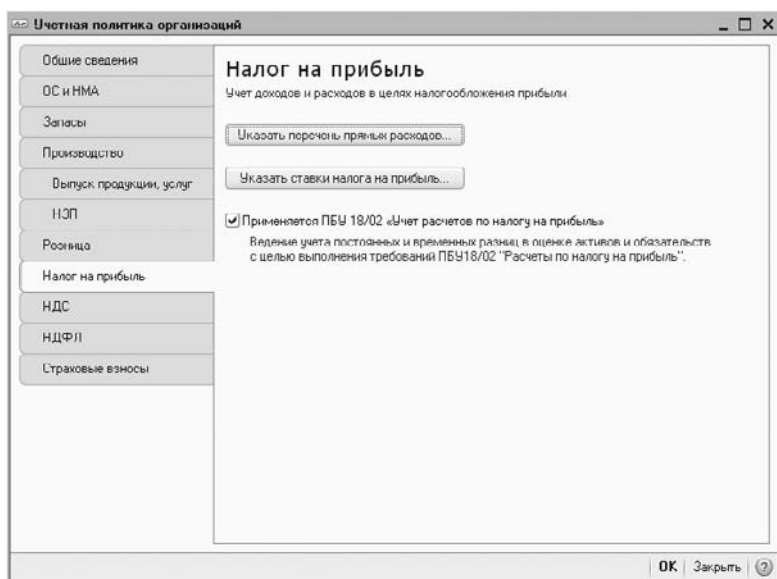 Учетная политика организаций
Общие сведения
ОС и НМА
Запасы
Производство
Выпуск продукции, услуг
НЗП
Розница
Налог на прибыль
НДС
НДФЛ
Страховые взносы
Налог на прибыль
Учет доходов и расходов в целях налогообложения прибыли
Указать перечень прямых расходов...
Указать ставки налога на прибыль...
Применяется ПБУ 18/02 «Учет расчетов по налогу на прибыль»
Ведение учета постоянных и временных разниц в оценке активов и обязательств
с целью выполнения требований ПБУ18/02 "Расчеты по налогу на прибыль".
OK Закрыть ?